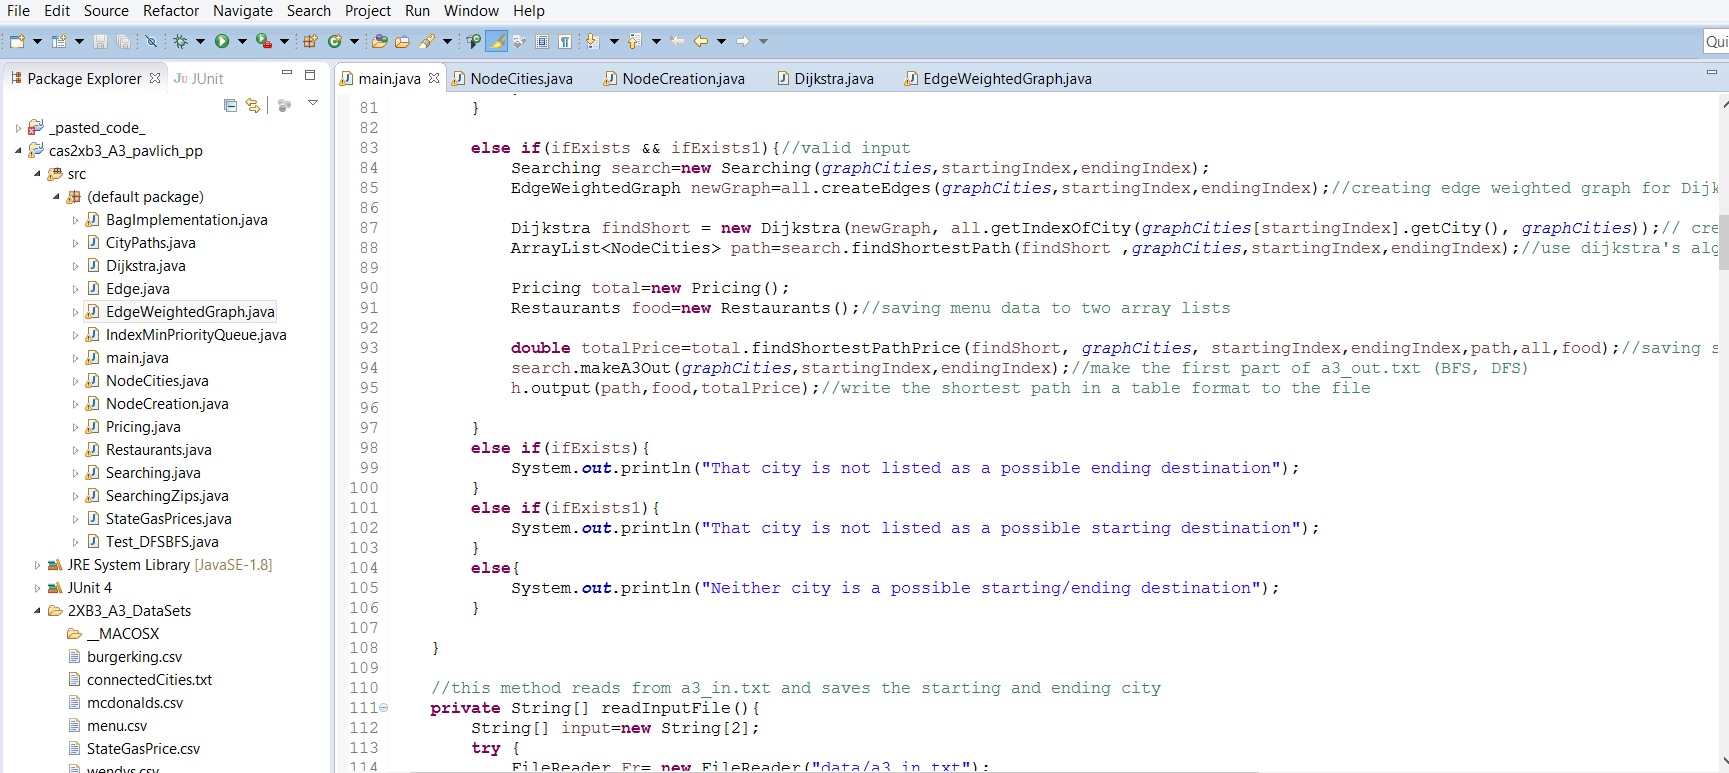 File Edit Source Refactor Navigate Search Project Run Window Help
Qui
Package Explorer JUnit
main.java NodeCities.java NodeCreation.java Dijkstra.java EdgeWeightedGraph.java
_pasted_code_
cas2xb3_A3_pavlich_pp
src
(default package)
BagImplementation.java
CityPaths.java
Dijkstra.java
Edge.java
EdgeWeightedGraph.java
IndexMinPriorityQueue.java
main.java
NodeCities.java
NodeCreation.java
Pricing.java
Restaurants.java
Searching.java
SearchingZips.java
StateGasPrices.java
Test_DFSBFS.java
JRE System Library [JavaSE-1.8]
JUnit 4
2XB3_A3_DataSets
__MACOSX
burgerking.csv
connectedCities.txt
mcdonalds.csv
menu.csv
StateGasPrice.csv
wendys.csv
81 }
82
83 else if(ifExists && ifExists1){//valid input
84 Searching search=new Searching(graphCities,startingIndex,endingIndex);
85 EdgeWeightedGraph newGraph=all.createEdges(graphCities,startingIndex,endingIndex);//creating edge weighted graph for Dijk
86
87 Dijkstra findShort = new Dijkstra(newGraph, all.getIndexOfCity(graphCities[startingIndex].getCity(), graphCities));// cre
88 ArrayList<NodeCities> path=search.findShortestPath(findShort ,graphCities,startingIndex,endingIndex);//use dijkstra's alg
89
90 Pricing total=new Pricing();
91 Restaurants food=new Restaurants();//saving menu data to two array lists
92
93 double totalPrice=total.findShortestPathPrice(findShort, graphCities, startingIndex,endingIndex,path,all,food);//saving s
94 search.makeA3Out(graphCities,startingIndex,endingIndex);//make the first part of a3_out.txt (BFS, DFS)
95 h.output(path,food,totalPrice);//write the shortest path in a table format to the file
96
97 }
98 else if(ifExists){
99 System.out.println("That city is not listed as a possible ending destination");
100 }
101 else if(ifExists1){
102 System.out.println("That city is not listed as a possible starting destination");
103 }
104 else{
105 System.out.println("Neither city is a possible starting/ending destination");
106 }
107
108 }
109
110 //this method reads from a3_in.txt and saves the starting and ending city
111 private String[] readInputFile(){
112 String[] input=new String[2];
113 try {
114 FileReader Fr= new FileReader("data/a3_in.txt");